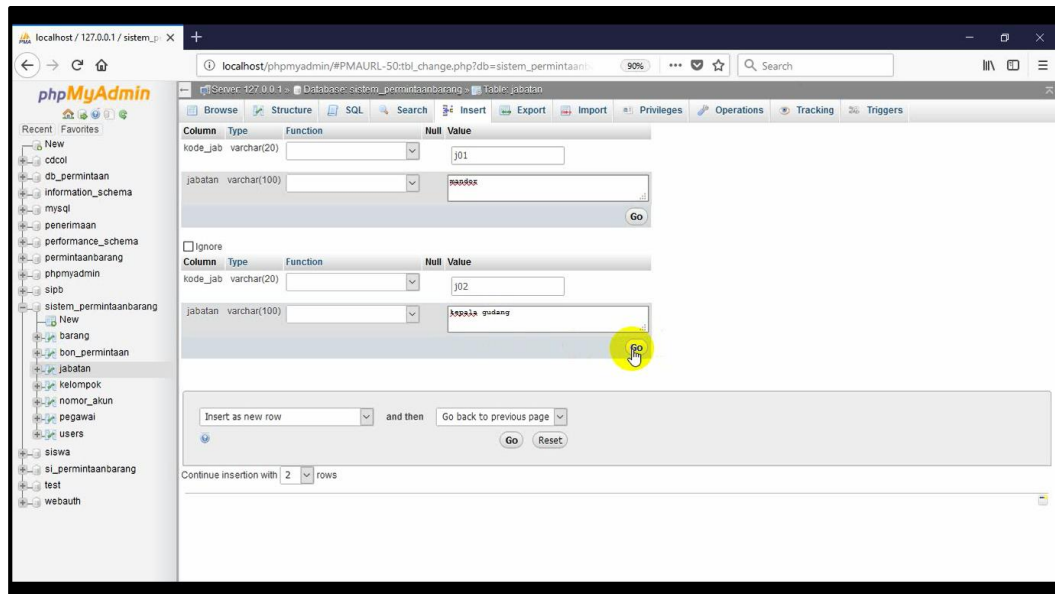 localhost / 127.0.0.1 / sistem_p
localhost/phpmyadmin/#PMAURL-50:tbl_change.php?db=sistem_permintaanb
90%
Search
phpMyAdmin
Recent Favorites
New
cdcol
db_permintaan
information_schema
mysql
penerimaan
performance_schema
permintaanbarang
phpmyadmin
sipb
sistem_permintaanbarang
New
barang
bon_permintaan
jabatan
kelompok
nomor_akun
pegawai
users
siswa
si_permintaanbarang
test
webauth
Server: 127.0.0.1 » Database: sistem_permintaanbarang » Table: jabatan
Browse Structure SQL Search Insert Export Import Privileges Operations Tracking Triggers
Column Type Function Null Value
kode_jab varchar(20) j01
jabatan varchar(100) mandor
Go
Ignore
Column Type Function Null Value
kode_jab varchar(20) j02
jabatan varchar(100) kepala gudang
Go
Insert as new row and then Go back to previous page
Go Reset
Continue insertion with 2 rows